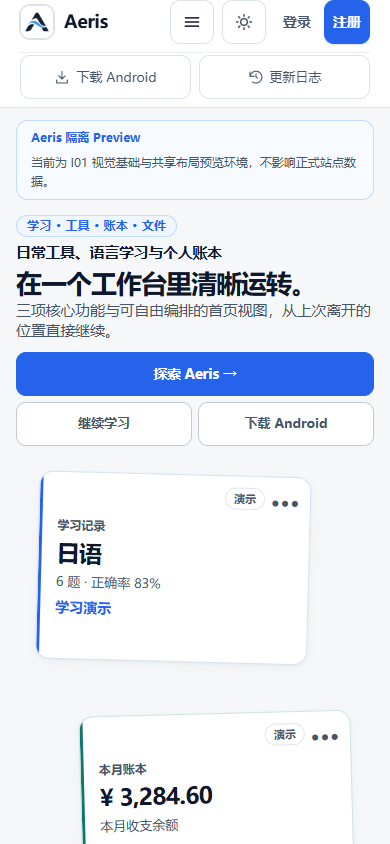 Aeris
登录
注册
下载 Android
更新日志
Aeris 隔离 Preview
当前为 I01 视觉基础与共享布局预览环境，不影响正式站点数
据。
学习 • 工具 • 账本 • 文件
日常工具、语言学习与个人账本
在一个工作台里清晰运转。
三项核心功能与可自由编排的首页视图，从上次离开的
位置直接继续。
探索 Aeris →
继续学习
下载 Android
演示
学习记录
日语
6 题 · 正确率 83%
学习演示
演示
本月账本
¥ 3,284.60
本月收支余额